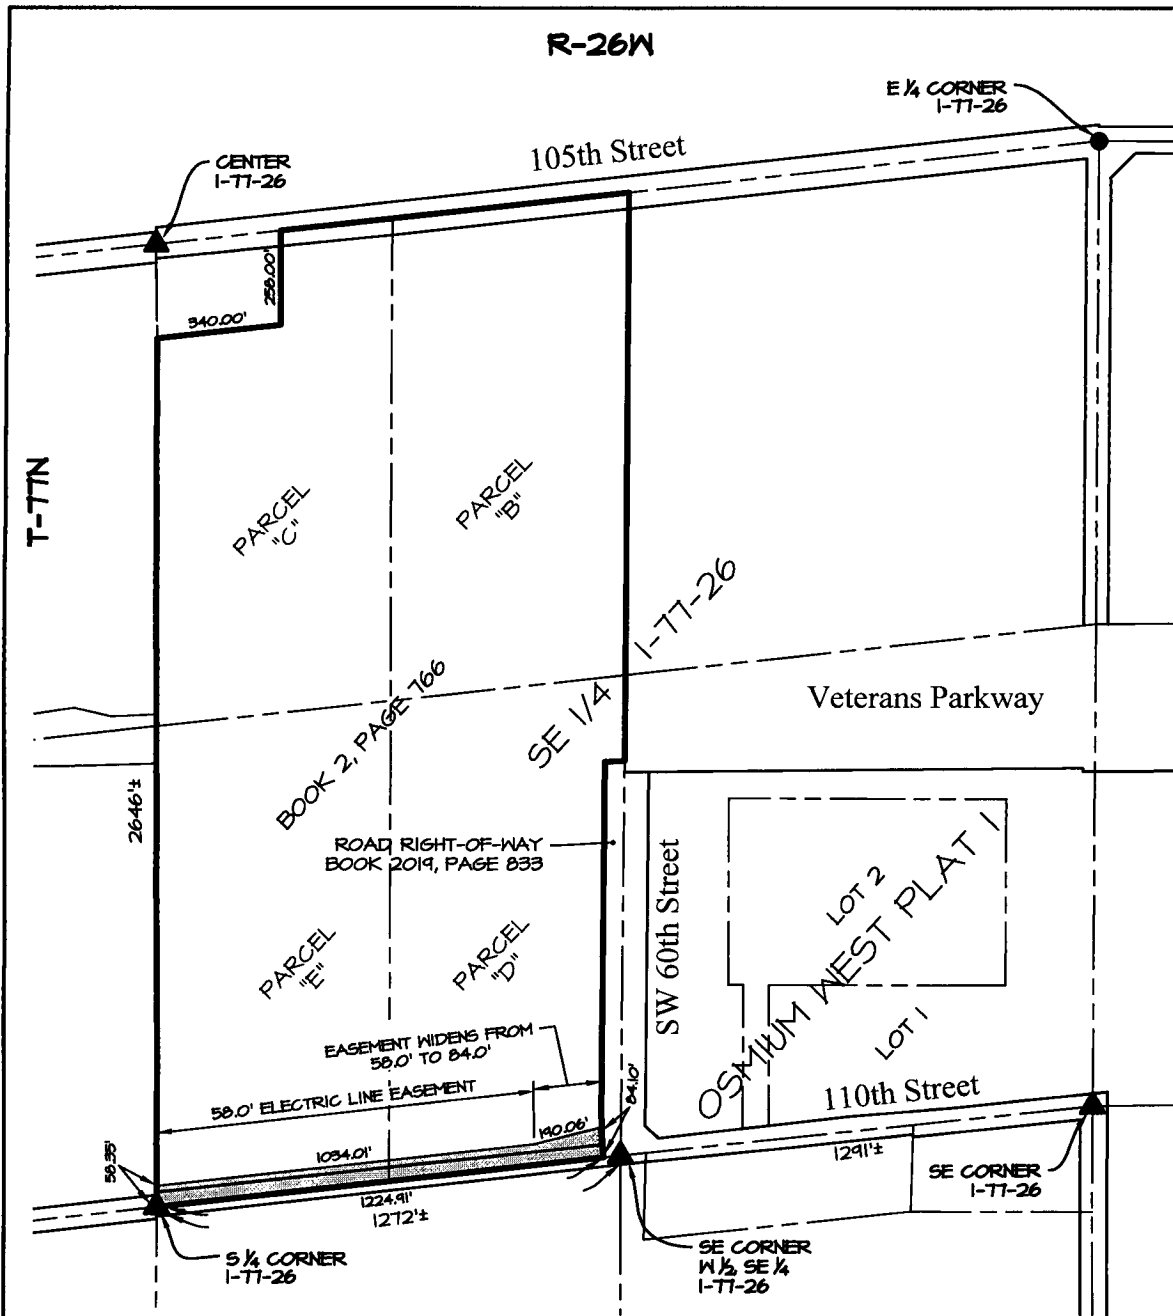 R-26W
E 1/4 CORNER
1-77-26
105th Street
CENTER
1-77-26
258.00'
340.00'
T-77N
PARCEL
"C"
PARCEL
"B"
1-77-26
SE 1/4
BOOK 2, PAGE 766
Veterans Parkway
2646'±
ROAD RIGHT-OF-WAY
BOOK 2019, PAGE 833
SW 60th Street
LOT 2
OSMIUM WEST PLAT 1
LOT 1
PARCEL
"E"
PARCEL
"D"
EASEMENT WIDENS FROM
58.0' TO 84.0'
58.0' ELECTRIC LINE EASEMENT
84.10'
110th Street
190.06'
1034.01'
58.35'
1291'±
SE CORNER
1-77-26
1224.91'
1272'±
S 1/4 CORNER
1-77-26
SE CORNER
W 1/2, SE 1/4
1-77-26